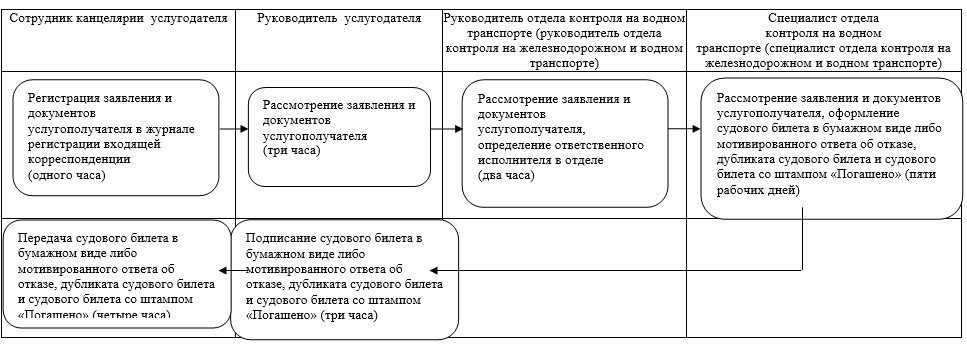 Сотрудник канцелярии услугодателя
Руководитель услугодателя
Руководитель отдела контроля на водном
транспорте (руководитель отдела
контроля на железнодорожном и водном
транспорте)
Специалист отдела
контроля на водном
транспорте (специалист отдела контроля на
железнодорожном и водном транспорте)
Регистрация заявления и
документов
услугополучателя в журнале
регистрации входящей
корреспонденции
(одного часа)
Рассмотрение заявления и
документов
услугополучателя
(три часа)
Рассмотрение заявления и
документов
услугополучателя,
определение ответственного
исполнителя в отделе
(два часа)
Рассмотрение заявления и документов
услугополучателя, оформление
судового билета в бумажном виде либо
мотивированного ответа об отказе,
дубликата судового билета и судового
билета со штампом «Погашено» (пяти
рабочих дней)
Передача судового билета в
бумажном виде либо
мотивированного ответа об
отказе, дубликата судового билета
и судового билета со штампом
«Погашено» (четыре часа)
Подписание судового билета в
бумажном виде либо
мотивированного ответа об
отказе, дубликата судового билета
и судового билета со штампом
«Погашено» (три часа)